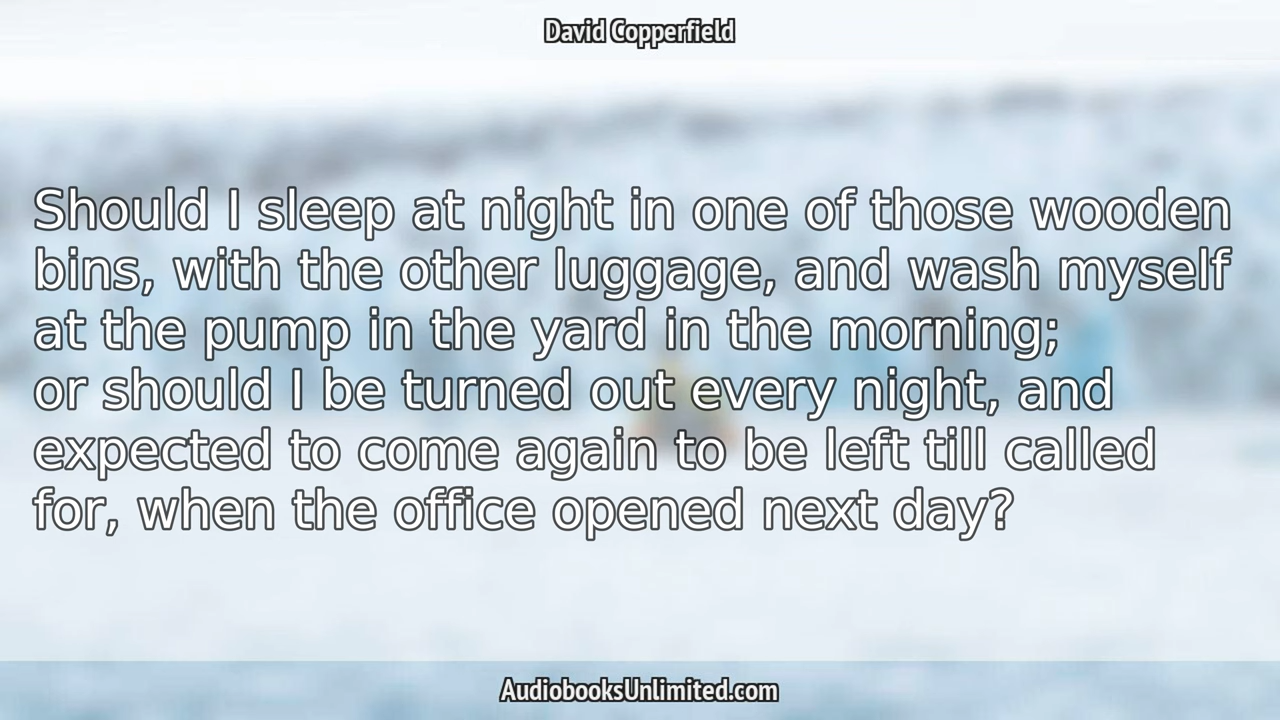 David Copperfield
Should I sleep at night in one of those wooden
bins, with the other luggage, and wash myself
at the pump in the yard in the morning;
or should I be turned out every night, and
expected to come again to be left till called
for, when the office opened next day?
AudiobooksUnlimited.com